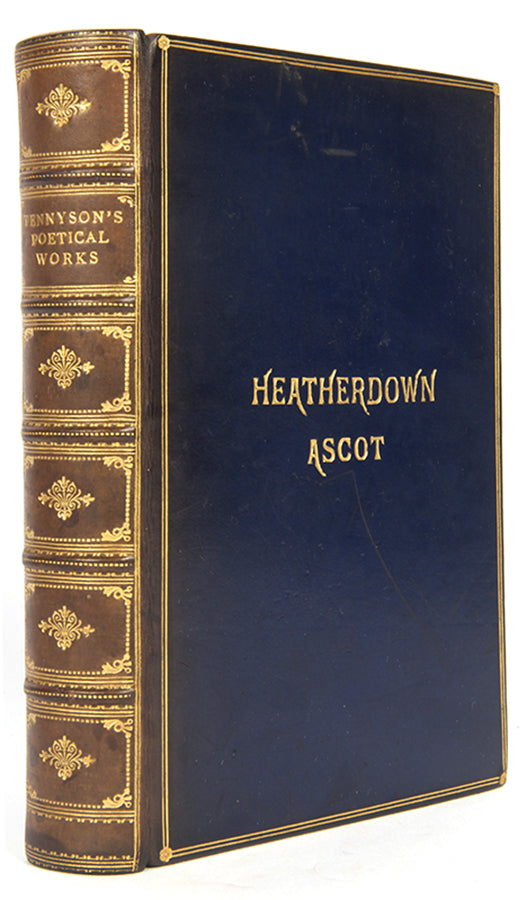 TENNYSON'S
POETICAL
WORKS
HEATHERDOWN
ASCOT